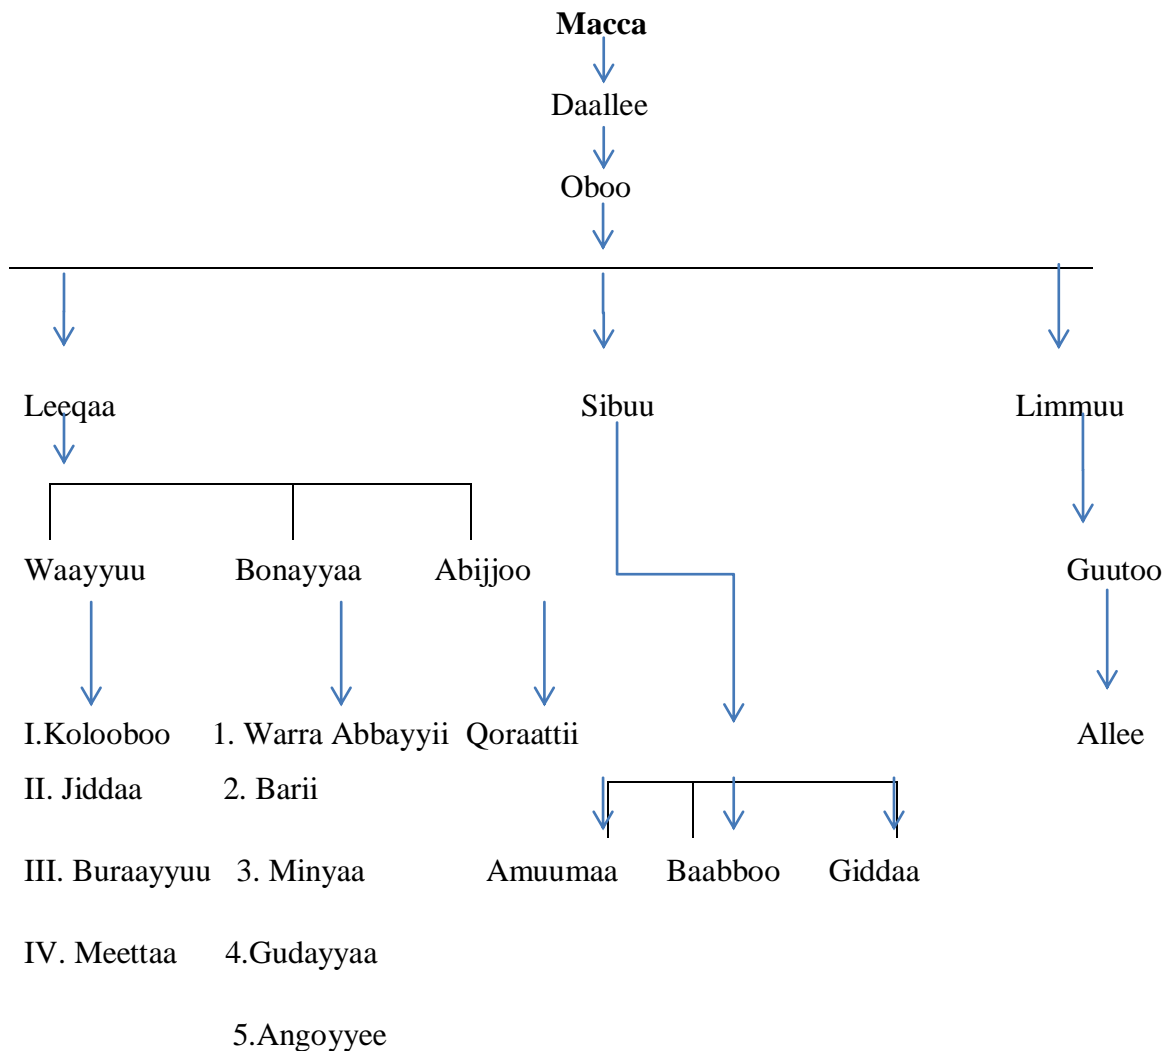 Macca
Daallee
Oboo
Leeqaa Sibuu Limmuu
Waayyuu Bonayyaa Abijjoo Guutoo
I.Kolooboo 1. Warra Abbayyii Qoraattii Allee
II. Jiddaa 2. Barii
III. Buraayyuu 3. Minyaa Amuumaa Baabboo Giddaa
IV. Meettaa 4.Gudayyaa
5.Angoyyee